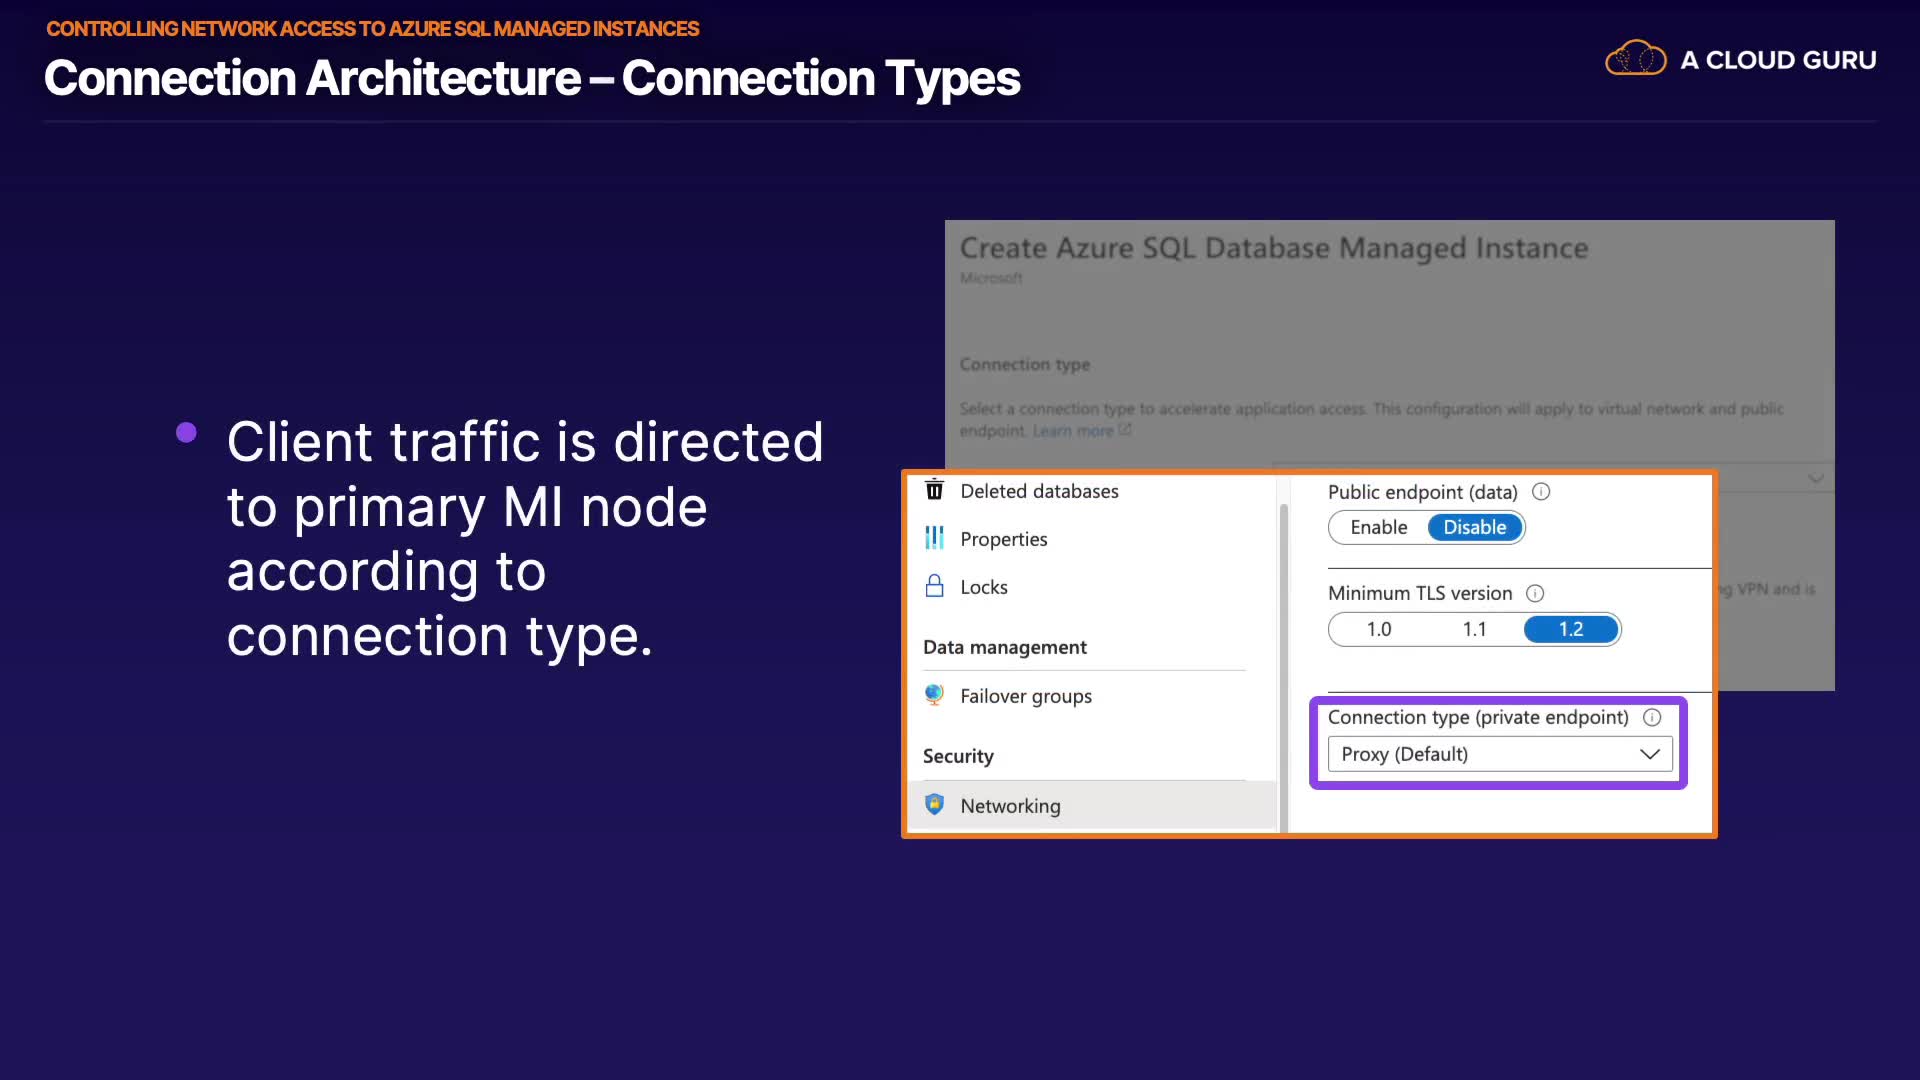 CONTROLLING NETWORK ACCESS TO AZURE SQL MANAGED INSTANCES
Connection Architecture – Connection Types
A CLOUD GURU
Client traffic is directed
to primary MI node
according to
connection type.
Create Azure SQL Database Managed Instance
Microsoft
Connection type
Select a connection type to accelerate application access. This configuration will apply to virtual network and public
endpoint. Learn more
Deleted databases
Properties
Locks
Data management
Failover groups
Security
Networking
Public endpoint (data)
Enable Disable
Minimum TLS version
1.0 1.1 1.2
Connection type (private endpoint)
Proxy (Default)
VPN and is